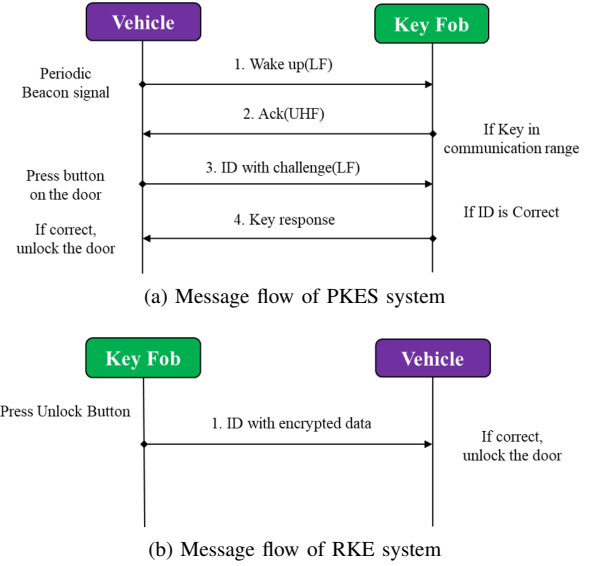 Vehicle
Key Fob
1. Wake up(LF)
Periodic
Beacon signal
2. Ack(UHF)
If Key in
communication range
3. ID with challenge(LF)
Press button
on the door
If ID is Correct
4. Key response
If correct,
unlock the door
(a) Message flow of PKES system
Key Fob
Vehicle
Press Unlock Button
1. ID with encrypted data
If correct,
unlock the door
(b) Message flow of RKE system